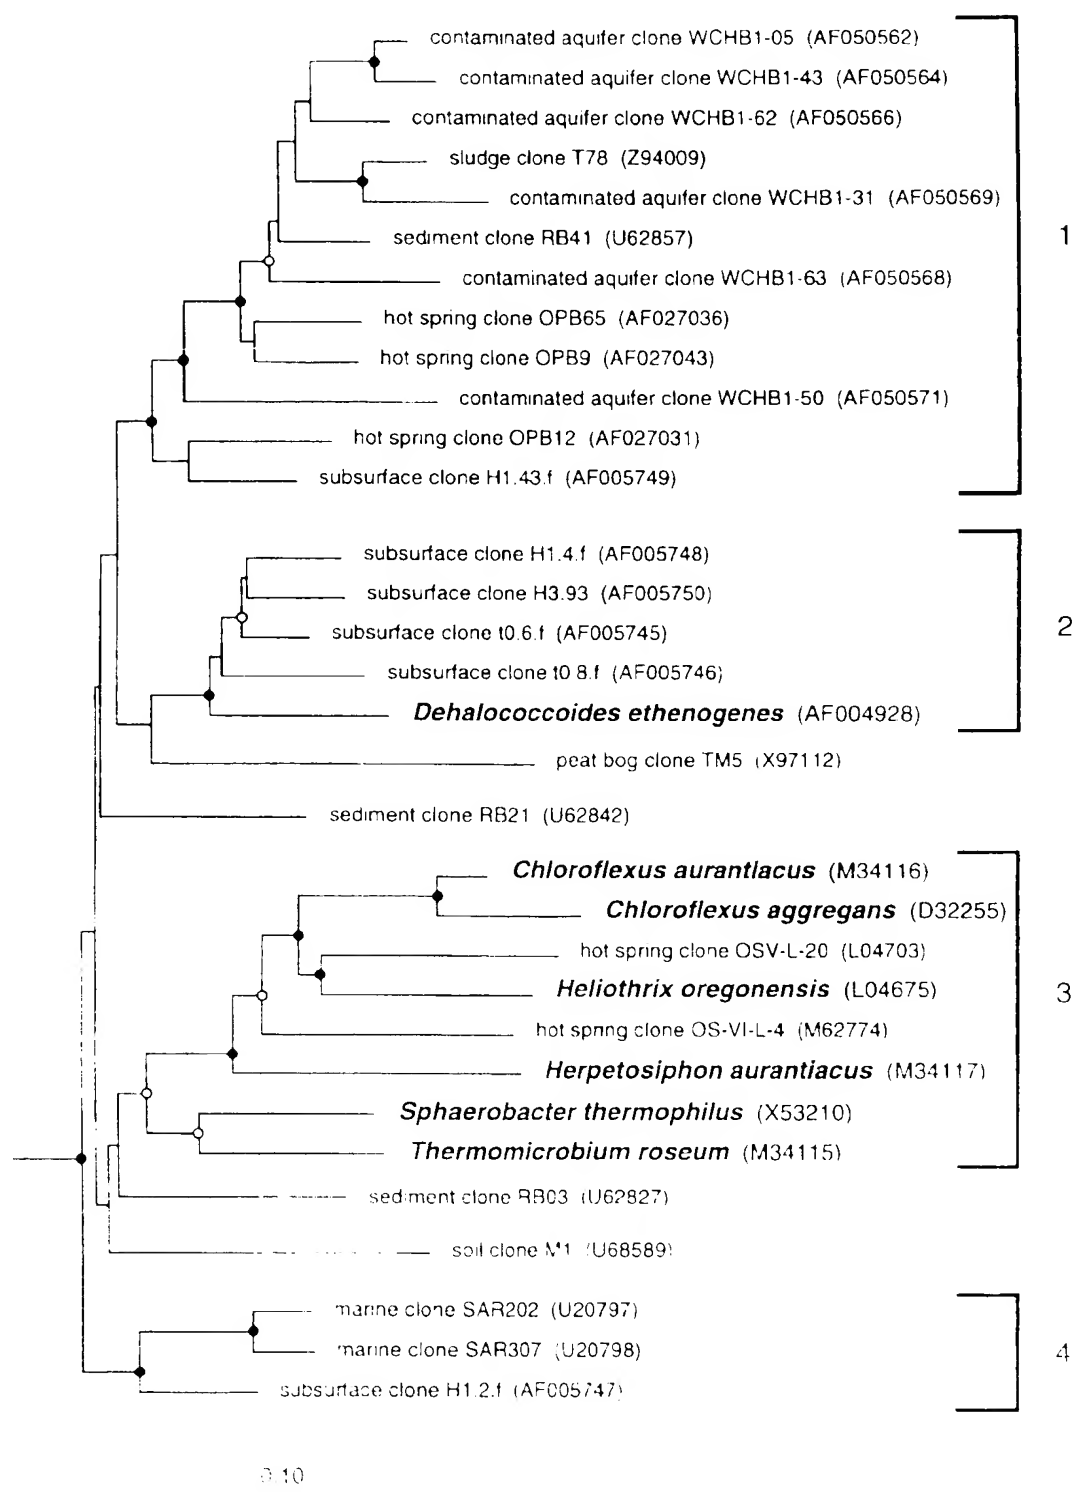 contaminated aquifer clone WCHB1-05 (AF050562)
contaminated aquifer clone WCHB1-43 (AF050564)
contaminated aquifer clone WCHB1-62 (AF050566)
sludge clone T78 (Z94009)
contaminated aquifer clone WCHB1-31 (AF050569)
sediment clone RB41 (U62857)
1
contaminated aquifer clone WCHB1-63 (AF050568)
hot spring clone OPB65 (AF027036)
hot spring clone OPB9 (AF027043)
contaminated aquifer clone WCHB1-50 (AF050571)
hot spring clone OPB12 (AF027031)
subsurface clone H1.43.f (AF005749)
subsurface clone H1.4.f (AF005748)
subsurface clone H3.93 (AF005750)
subsurface clone t0.6.f (AF005745)
2
subsurface clone t0.8.f (AF005746)
Dehalococcoides ethenogenes (AF004928)
peat bog clone TM5 (X97112)
sediment clone RB21 (U62842)
Chloroflexus aurantiacus (M34116)
Chloroflexus aggregans (D32255)
hot spring clone OSV-L-20 (L04703)
Heliothrix oregonensis (L04675)
3
hot spring clone OS-VI-L-4 (M62774)
Herpetosiphon aurantiacus (M34117)
Sphaerobacter thermophilus (X53210)
Thermomicrobium roseum (M34115)
sediment clone RB03 (U62827)
soil clone M1 (U68589)
marine clone SAR202 (U20797)
marine clone SAR307 (U20798)
4
subsurface clone H1.2.f (AF005747)
0.10